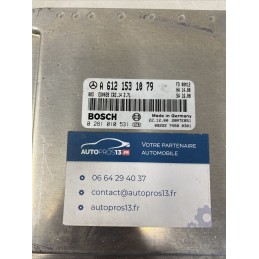 A 612 153 10 79
BOSCH
Made in Germany
0 281 010 531
AUTOPROS13.FR
VOTRE PARTENAIRE
AUTOMOBILE
06 64 29 40 37
contact@autopros13.fr
autopros13.fr